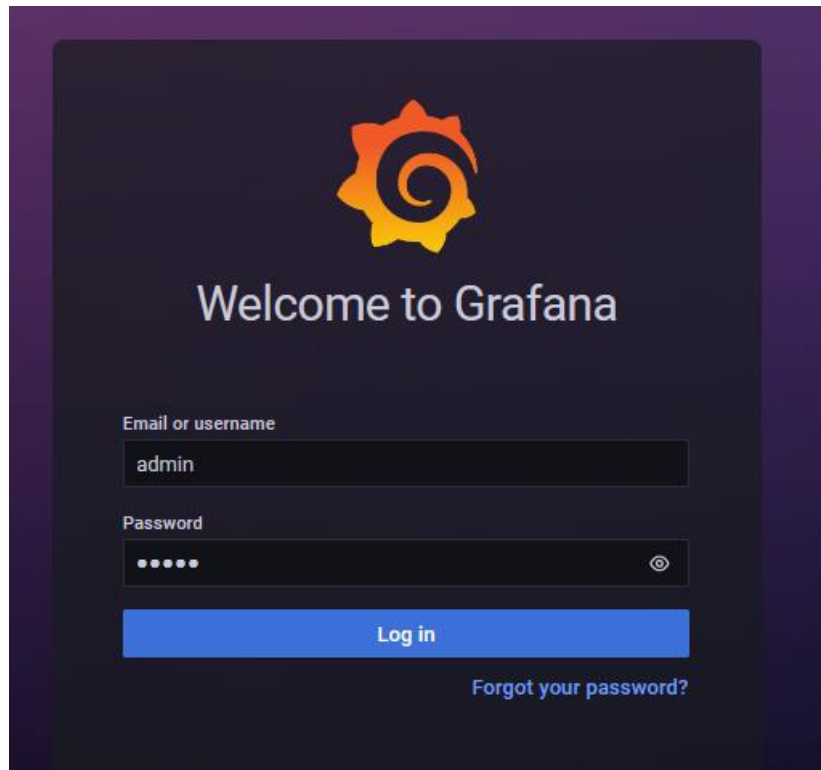 Welcome to Grafana
Email or username
admin
Password
•••••
Log in
Forgot your password?